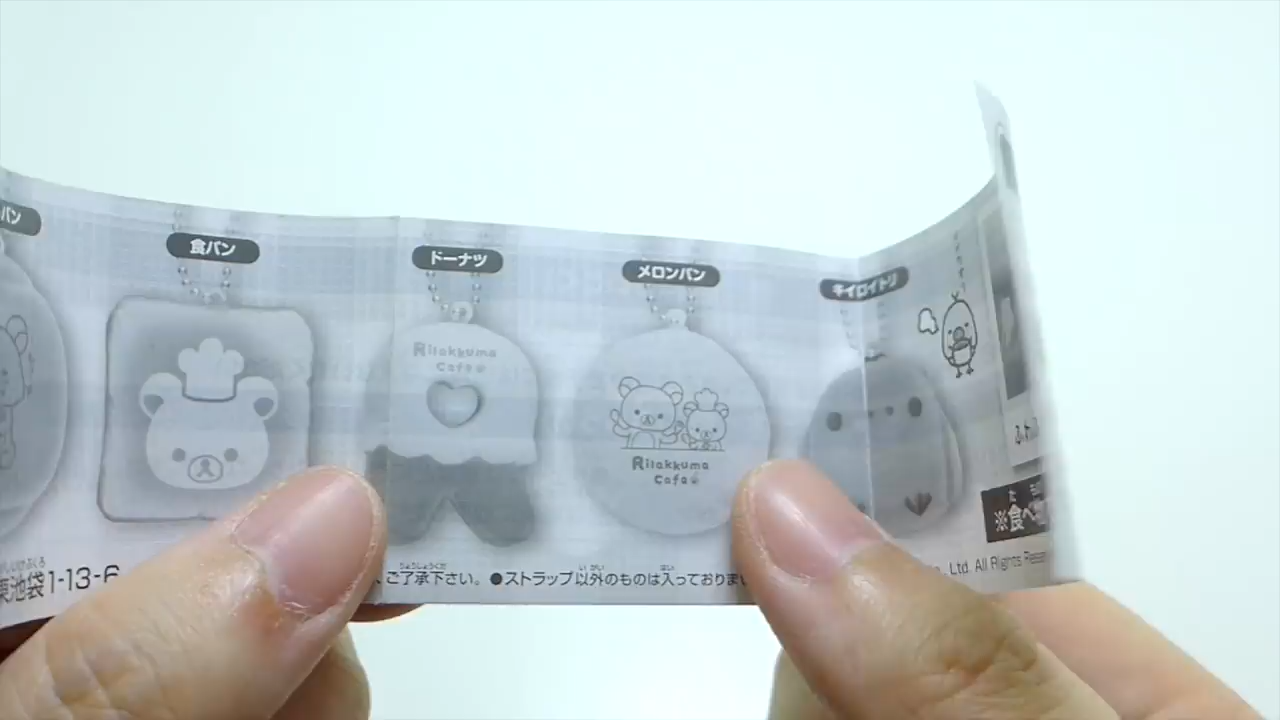 パン
食パン
ドーナツ
メロンパン
キイロイトリ
Rilakkuma
Cafe
Rilakkuma
Cafe
※食べ
東池袋1-13-6
ご了承下さい。●ストラップ以外のものは入っておりま
Ltd. All Rights Rese